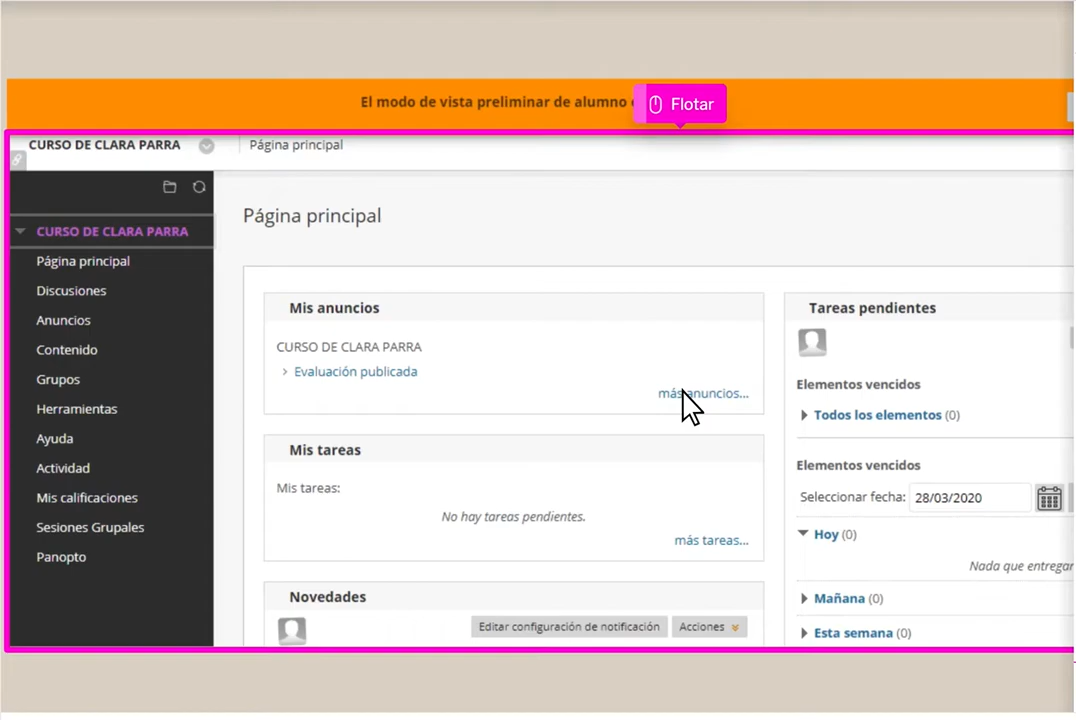 El modo de vista preliminar de alumno
Flotar
CURSO DE CLARA PARRA
Página principal
CURSO DE CLARA PARRA
Página principal
Discusiones
Anuncios
Contenido
Grupos
Herramientas
Ayuda
Actividad
Mis calificaciones
Sesiones Grupales
Panopto
Página principal
Mis anuncios
CURSO DE CLARA PARRA
Evaluación publicada
más anuncios...
Mis tareas
Mis tareas:
No hay tareas pendientes.
más tareas...
Novedades
Editar configuración de notificación
Acciones
Tareas pendientes
Elementos vencidos
Todos los elementos (0)
Elementos vencidos
Seleccionar fecha: 28/03/2020
Hoy (0)
Nada que entregar
Mañana (0)
Esta semana (0)